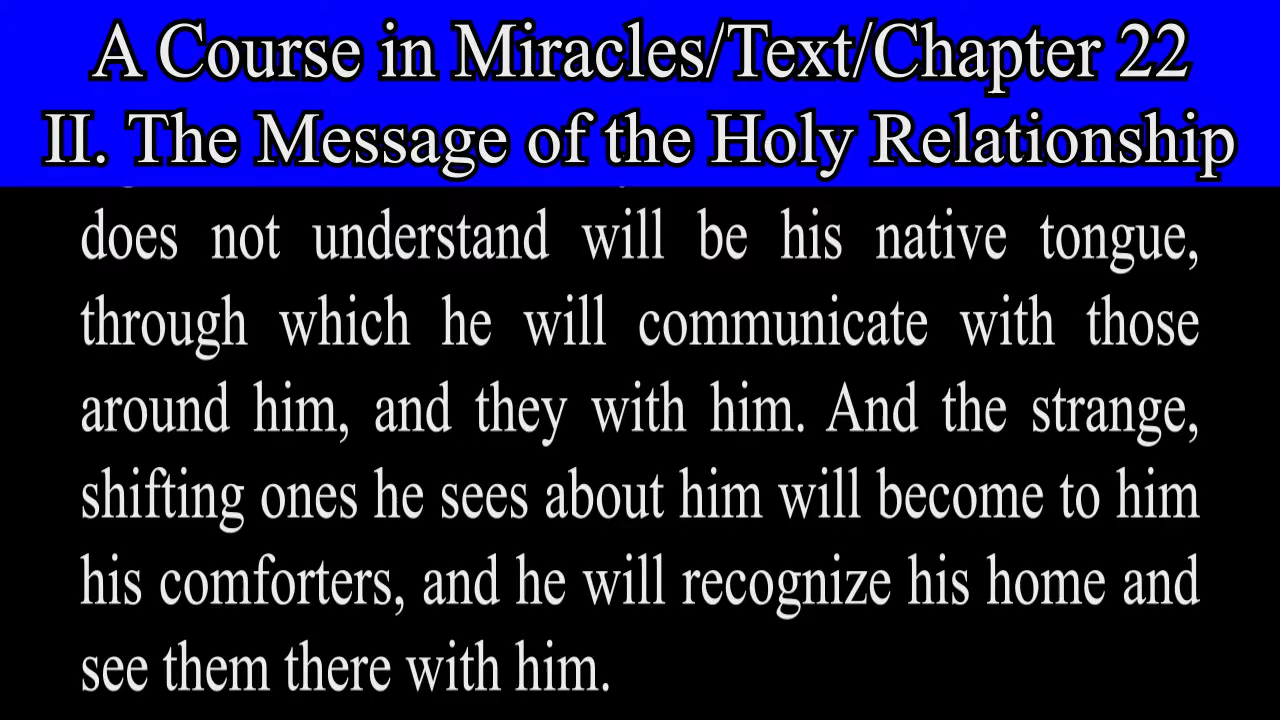 A Course in Miracles/Text/Chapter 22
II. The Message of the Holy Relationship
does not understand will be his native tongue,
through which he will communicate with those
around him, and they with him. And the strange,
shifting ones he sees about him will become to him
his comforters, and he will recognize his home and
see them there with him.